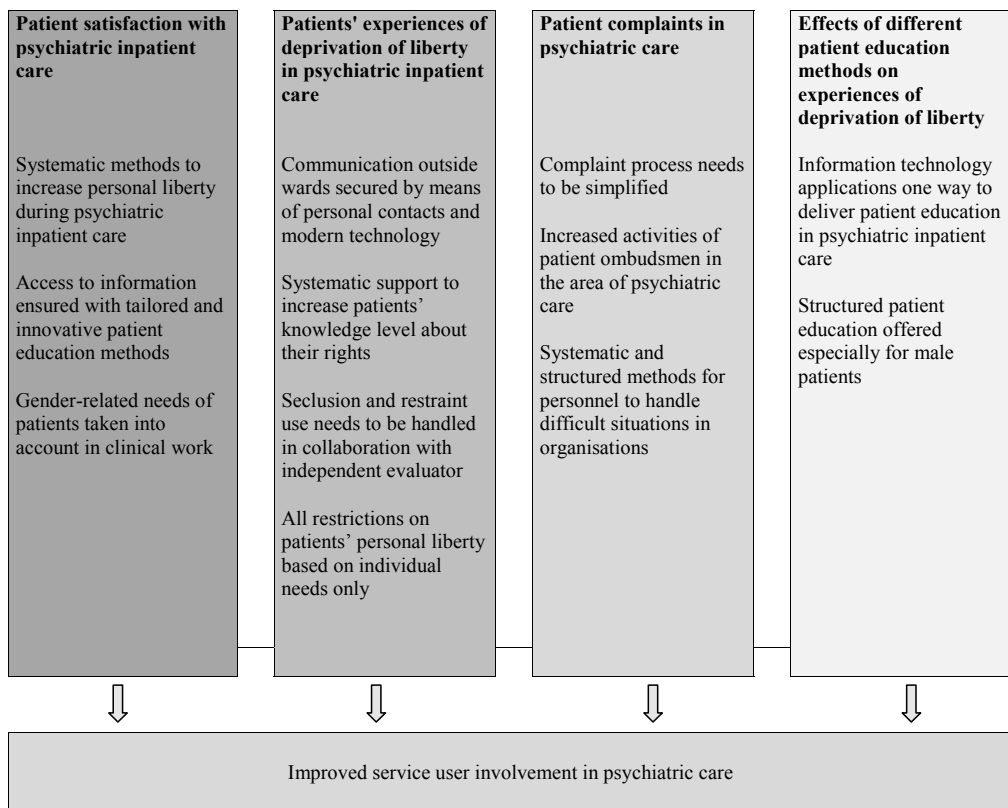 Patient satisfaction with
psychiatric inpatient
care
Systematic methods to
increase personal liberty
during psychiatric
inpatient care
Access to information
ensured with tailored and
innovative patient
education methods
Gender-related needs of
patients taken into
account in clinical work
Patients' experiences of
deprivation of liberty
in psychiatric inpatient
care
Communication outside
wards secured by means
of personal contacts and
modern technology
Systematic support to
increase patients’
knowledge level about
their rights
Seclusion and restraint
use needs to be handled
in collaboration with
independent evaluator
All restrictions on
patients’ personal liberty
based on individual
needs only
Patient complaints in
psychiatric care
Complaint process needs
to be simplified
Increased activities of
patient ombudsmen in
the area of psychiatric
care
Systematic and
structured methods for
personnel to handle
difficult situations in
organisations
Effects of different
patient education
methods on
experiences of
deprivation of liberty
Information technology
applications one way to
deliver patient education
in psychiatric inpatient
care
Structured patient
education offered
especially for male
patients
Improved service user involvement in psychiatric care